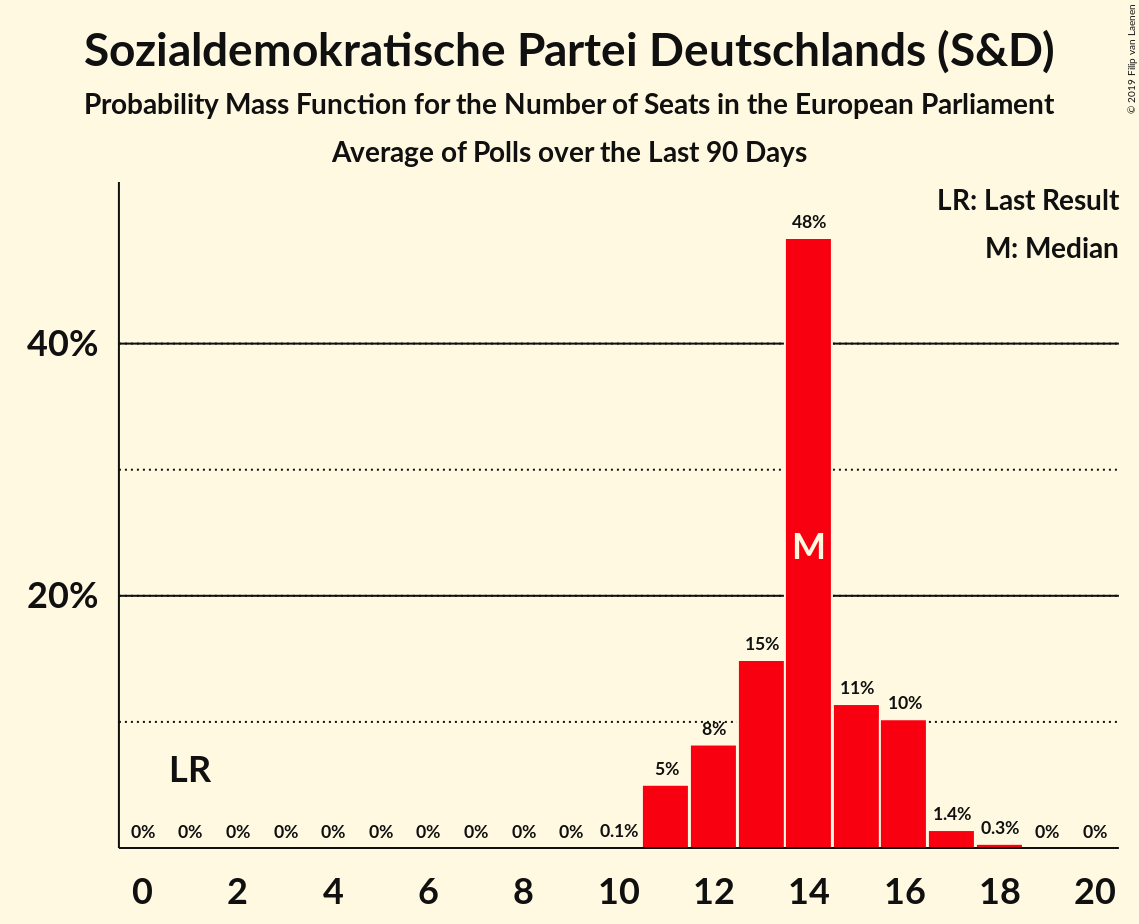 Sozialdemokratische Partei Deutschlands (S&D)
Probability Mass Function for the Number of Seats in the European Parliament
Average of Polls over the Last 90 Days
© 2019 Filip van Laenen
LR: Last Result
M: Median
48%
40%
M
20%
15%
11%
10%
8%
5%
LR
1.4%
0.3%
0% 0% 0% 0% 0% 0% 0% 0% 0% 0% 0.1% 0% 0%
0 2 4 6 8 10 12 14 16 18 20